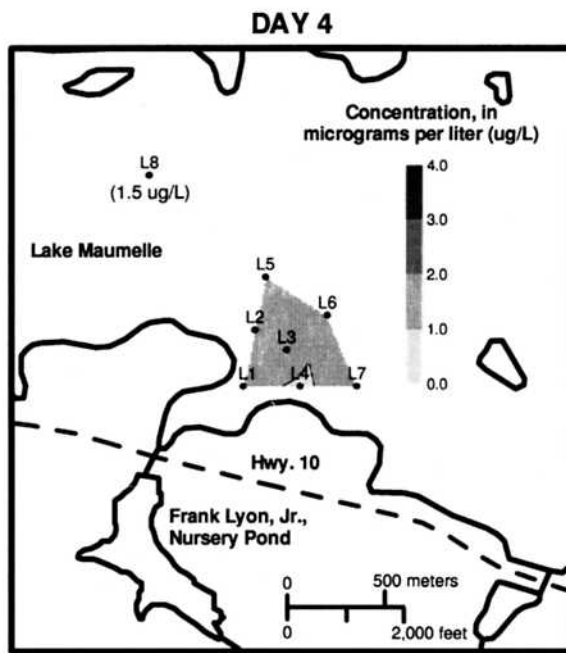 DAY 4
Concentration, in
micrograms per liter (ug/L)
4.0
3.0
2.0
1.0
0.0
L8
(1.5 ug/L)
Lake Maumelle
L5
L6
L2
L3
L1
L4
L7
Hwy. 10
Frank Lyon, Jr.,
Nursery Pond
0 500 meters
0 2,000 feet